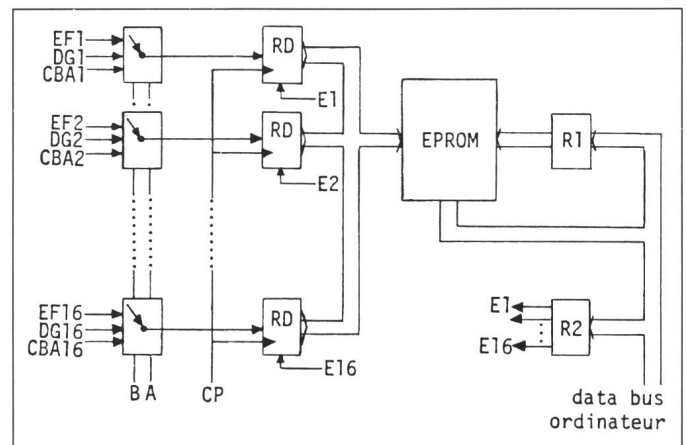 EF1
DG1
CBA1
RD
E1
EF2
DG2
CBA2
RD
E2
EPROM
R1
EF16
DG16
CBA16
RD
E16
E1
E16
R2
B A
CP
data bus
ordinateur